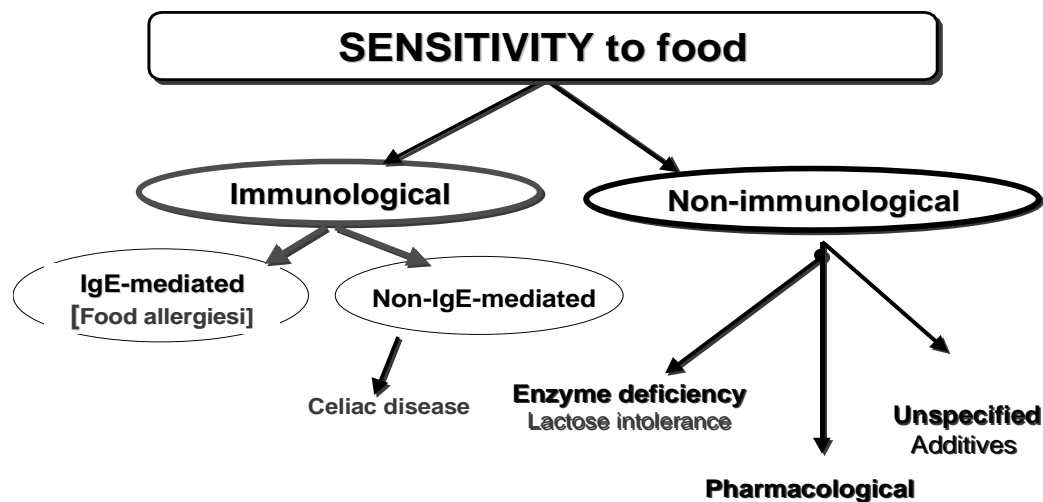 SENSITIVITY to food
Immunological
Non-immunological
IgE-mediated
[Food allergiesi]
Non-IgE-mediated
Celiac disease
Enzyme deficiency
Lactose intolerance
Unspecified
Additives
Pharmacological